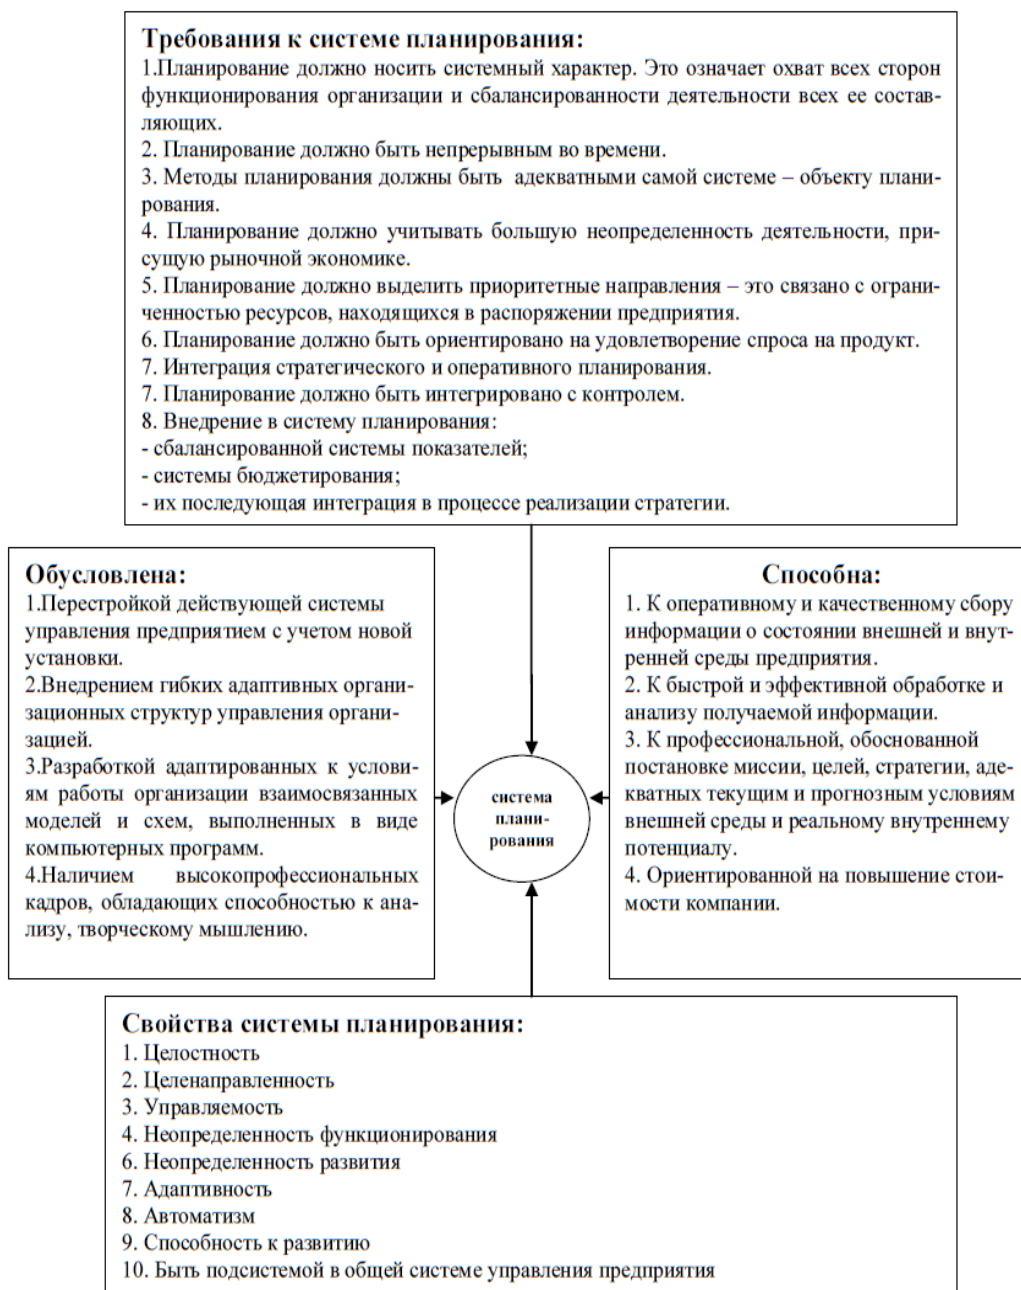 Требования к системе планирования:
1.Планирование должно носить системный характер. Это означает охват всех сторон
функционирования организации и сбалансированности деятельности всех ее состав-
ляющих.
2. Планирование должно быть непрерывным во времени.
3. Методы планирования должны быть адекватными самой системе – объекту плани-
рования.
4. Планирование должно учитывать большую неопределенность деятельности, при-
сущую рыночной экономике.
5. Планирование должно выделить приоритетные направления – это связано с ограни-
ченностью ресурсов, находящихся в распоряжении предприятия.
6. Планирование должно быть ориентировано на удовлетворение спроса на продукт.
7. Интеграция стратегического и оперативного планирования.
7. Планирование должно быть интегрировано с контролем.
8. Внедрение в систему планирования:
- сбалансированной системы показателей;
- системы бюджетирования;
- их последующая интеграция в процессе реализации стратегии.
Обусловлена:
1.Перестройкой действующей системы
управления предприятием с учетом новой
установки.
2.Внедрением гибких адаптивных органи-
зационных структур управления органи-
зацией.
3.Разработкой адаптированных к услови-
ям работы организации взаимосвязанных
моделей и схем, выполненных в виде
компьютерных программ.
4.Наличием высокопрофессиональных
кадров, обладающих способностью к ана-
лизу, творческому мышлению.
система
плани-
рования
Способна:
1. К оперативному и качественному сбору
информации о состоянии внешней и внут-
ренней среды предприятия.
2. К быстрой и эффективной обработке и
анализу получаемой информации.
3. К профессиональной, обоснованной
постановке миссии, целей, стратегии, аде-
кватных текущим и прогнозным условиям
внешней среды и реальному внутреннему
потенциалу.
4. Ориентированной на повышение стои-
мости компании.
Свойства системы планирования:
1. Целостность
2. Целенаправленность
3. Управляемость
4. Неопределенность функционирования
6. Неопределенность развития
7. Адаптивность
8. Автоматизм
9. Способность к развитию
10. Быть подсистемой в общей системе управления предприятия